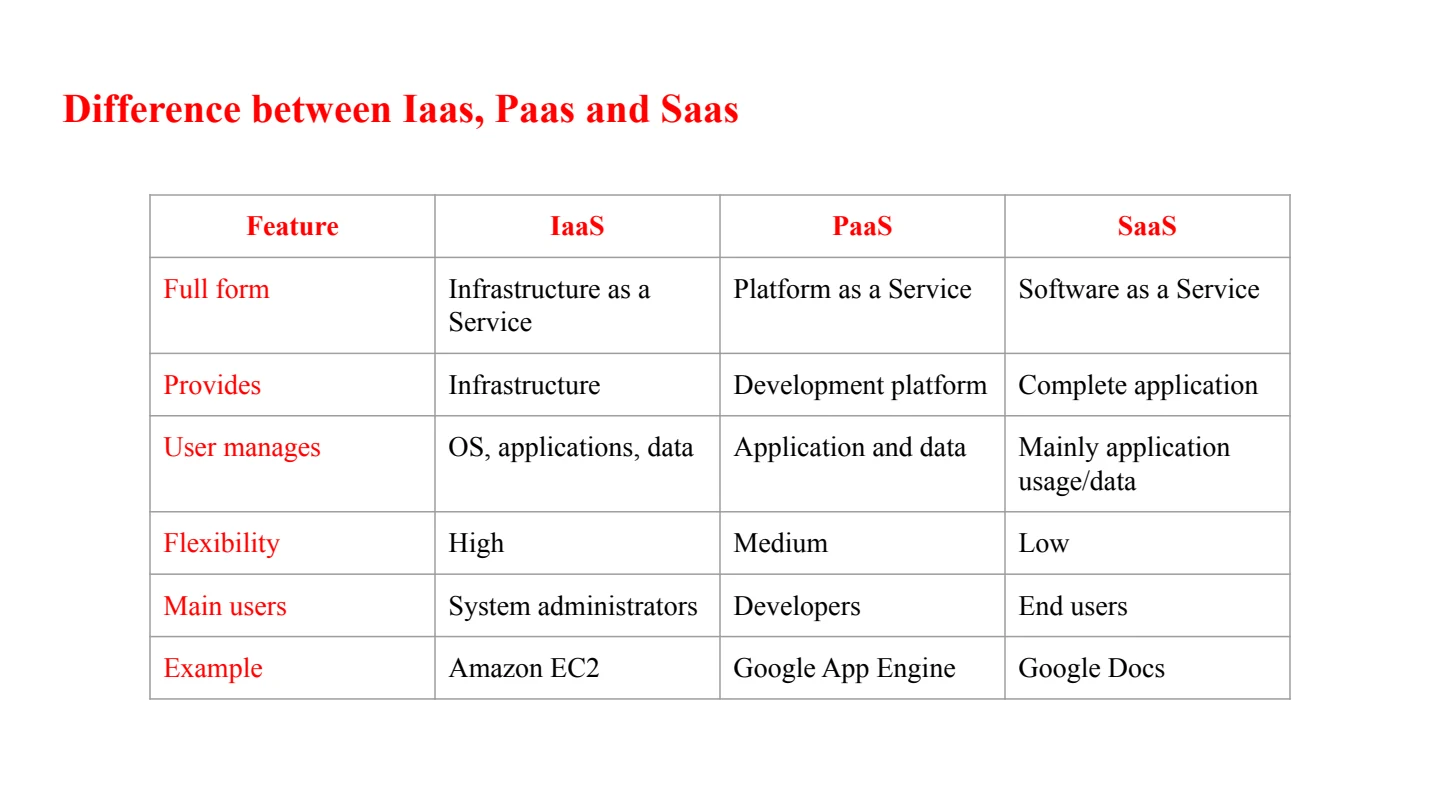 Difference between Iaas, Paas and Saas
Feature IaaS PaaS SaaS
Full form Infrastructure as a Platform as a Service Software as a Service
Service
Provides Infrastructure Development platform Complete application
User manages OS, applications, data Application and data Mainly application
usage/data
Flexibility High Medium Low
Main users System administrators Developers End users
Example Amazon EC2 Google App Engine Google Docs